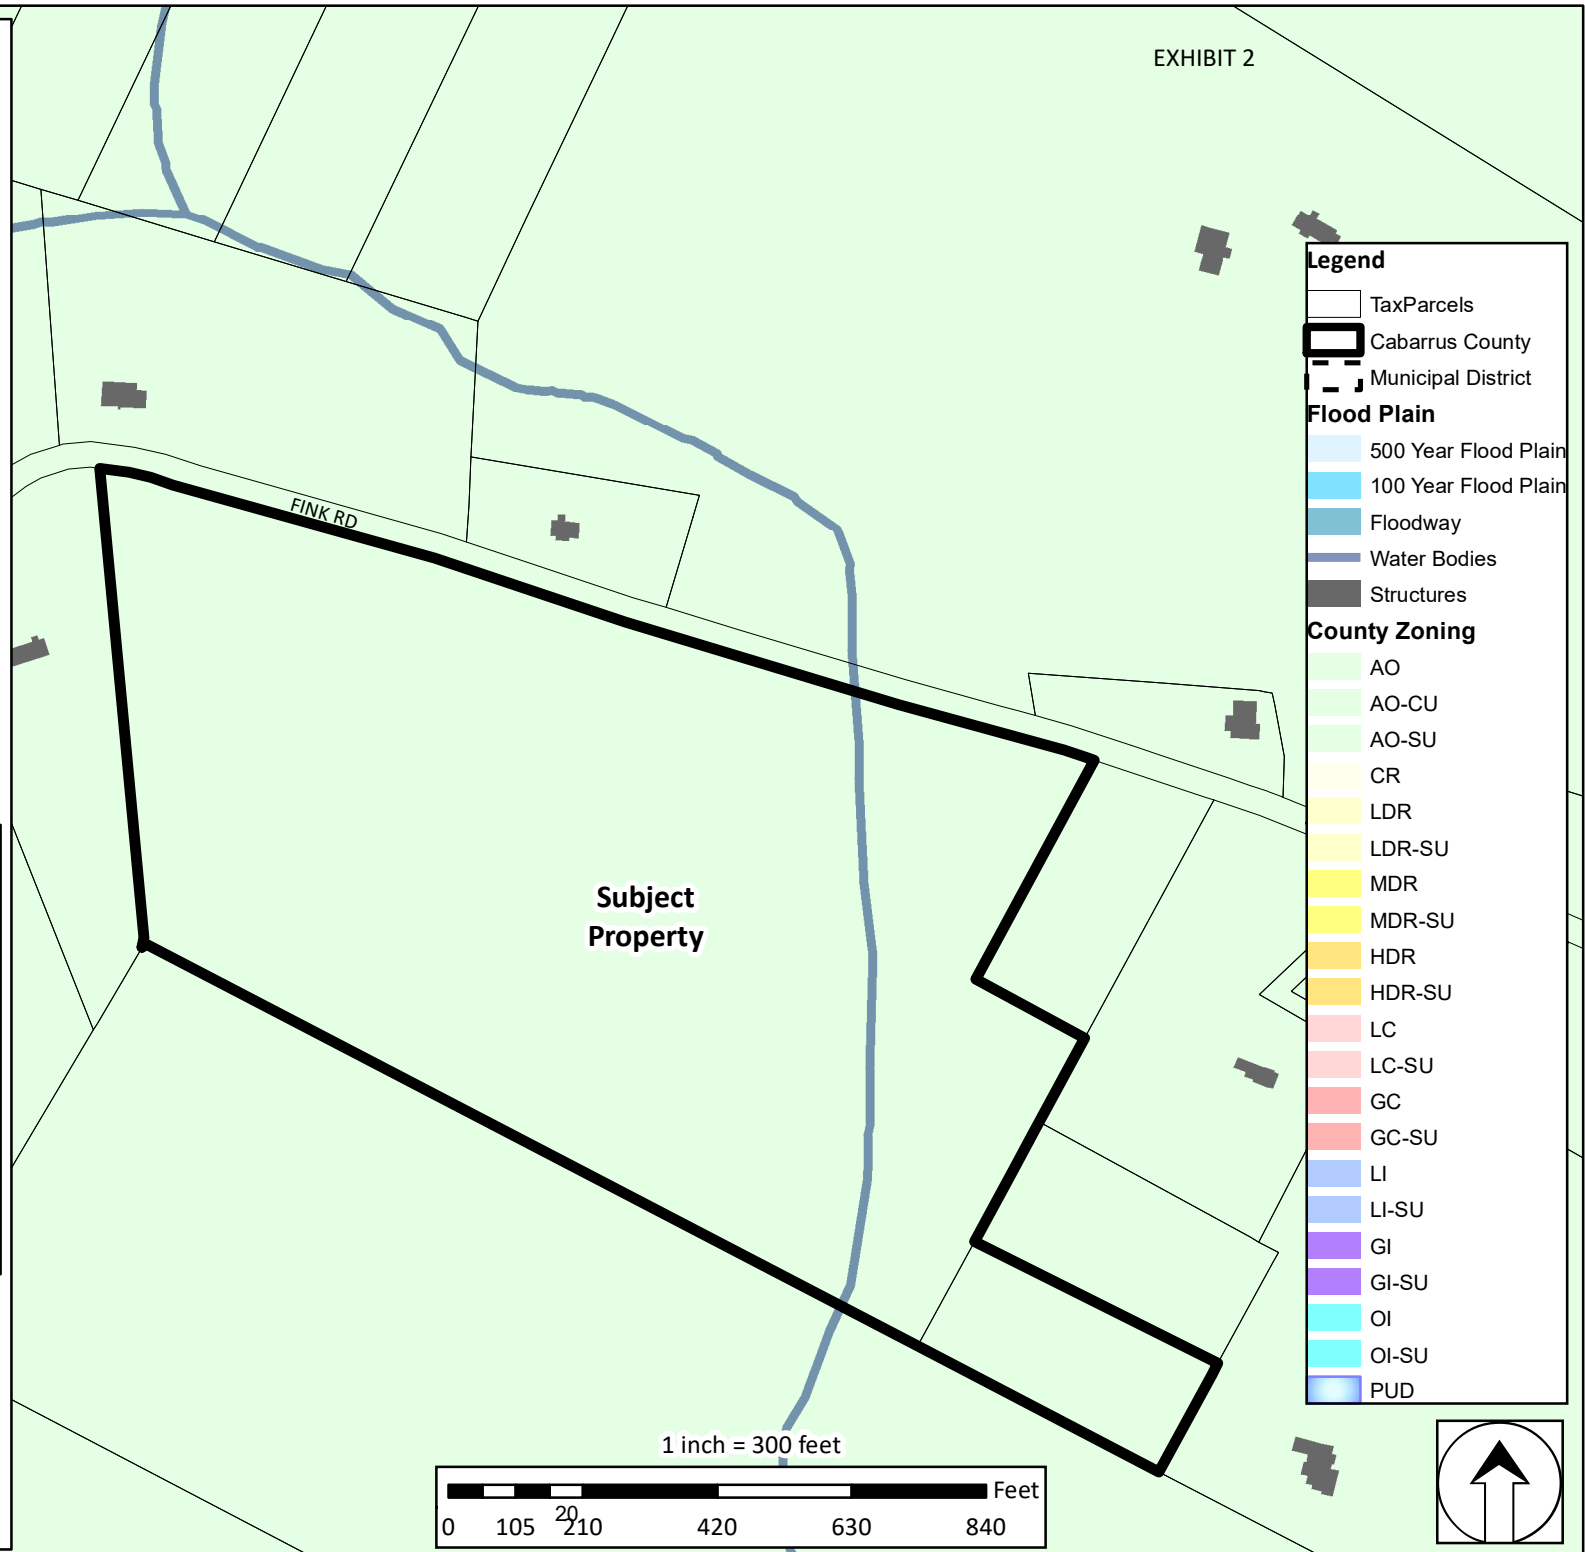 EXHIBIT 2
FINK RD
Subject
Property
Legend
TaxParcels
Cabarrus County
Municipal District
Flood Plain
500 Year Flood Plain
100 Year Flood Plain
Floodway
Water Bodies
Structures
County Zoning
AO
AO-CU
AO-SU
CR
LDR
LDR-SU
MDR
MDR-SU
HDR
HDR-SU
LC
LC-SU
GC
GC-SU
LI
LI-SU
GI
GI-SU
OI
OI-SU
PUD
1 inch = 300 feet
Feet
20
0 105 210 420 630 840